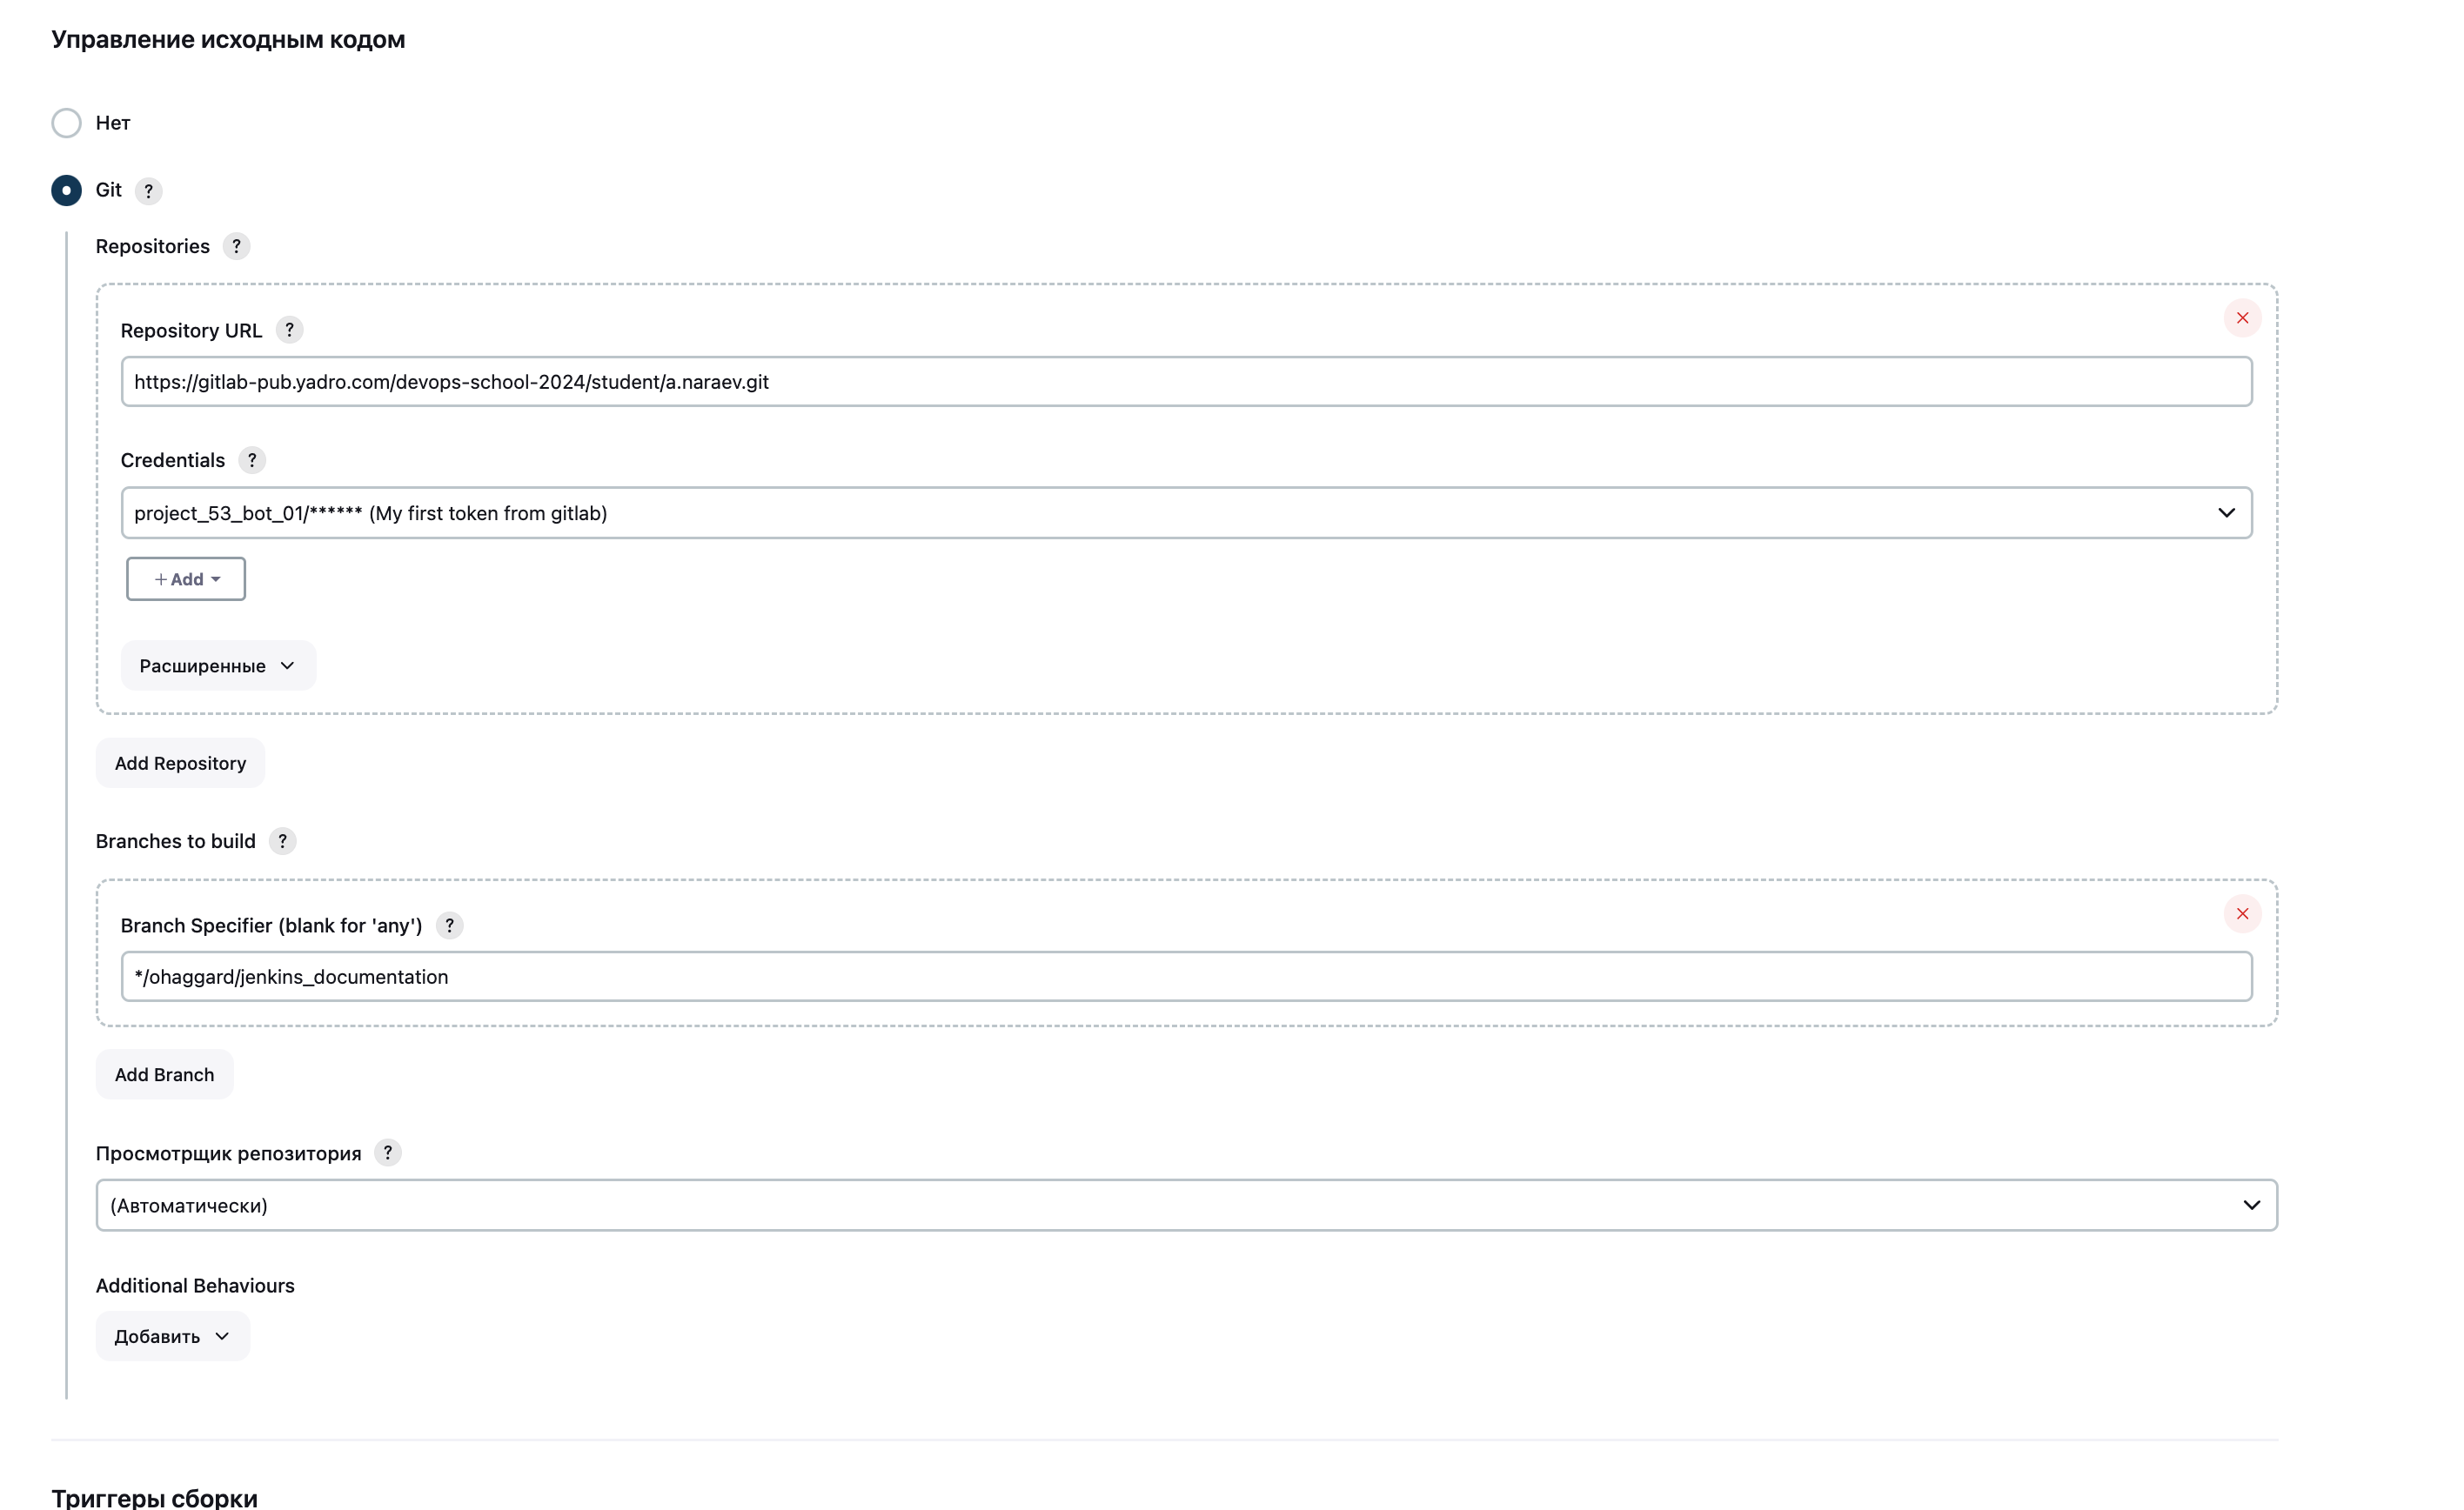 Управление исходным кодом
Нет
Git ?
Repositories ?
Repository URL ?
https://gitlab-pub.yadro.com/devops-school-2024/student/a.naraev.git
Credentials ?
project_53_bot_01/****** (My first token from gitlab)
+ Add
Расширенные
Add Repository
Branches to build ?
Branch Specifier (blank for 'any') ?
*/ohaggard/jenkins_documentation
Add Branch
Просмотрщик репозитория ?
(Автоматически)
Additional Behaviours
Добавить
Триггеры сборки